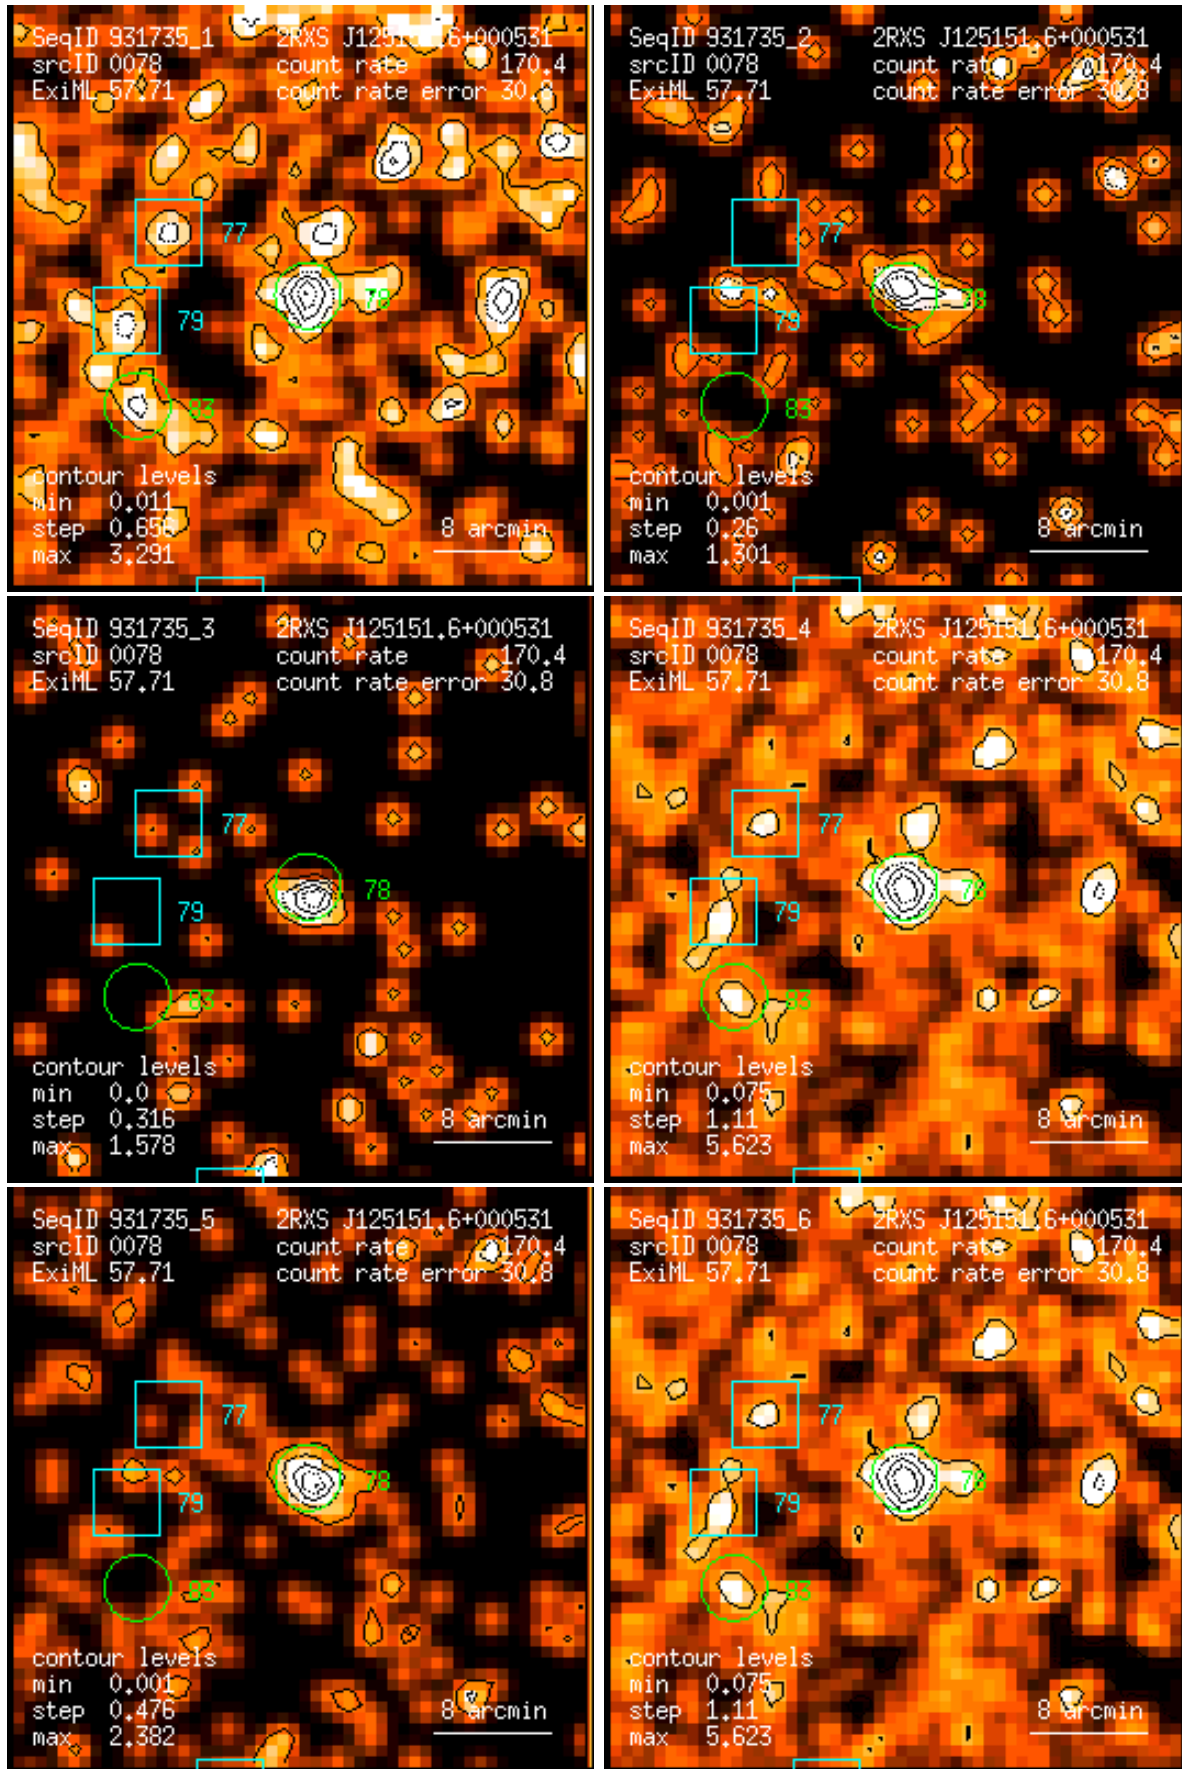 SeqID 931735_1 2RXS J125151.6+000531
srcID 0078 count rate 170.4
ExiML 57.71 count rate error 30.8
77
78
79
83
contour levels
min 0.011
step 0.656
max 3.291
8 arcmin
SeqID 931735_2 2RXS J125151.6+000531
srcID 0078 count rate 170.4
ExiML 57.71 count rate error 30.8
77
78
79
83
contour levels
min 0.001
step 0.26
max 1.301
8 arcmin
SeqID 931735_3 2RXS J125151.6+000531
srcID 0078 count rate 170.4
ExiML 57.71 count rate error 30.8
77
78
79
83
contour levels
min 0.0
step 0.316
max 1.578
8 arcmin
SeqID 931735_4 2RXS J125151.6+000531
srcID 0078 count rate 170.4
ExiML 57.71 count rate error 30.8
77
78
79
83
contour levels
min 0.075
step 1.11
max 5.623
8 arcmin
SeqID 931735_5 2RXS J125151.6+000531
srcID 0078 count rate 170.4
ExiML 57.71 count rate error 30.8
77
78
79
83
contour levels
min 0.001
step 0.476
max 2.382
8 arcmin
SeqID 931735_6 2RXS J125151.6+000531
srcID 0078 count rate 170.4
ExiML 57.71 count rate error 30.8
77
78
79
83
contour levels
min 0.075
step 1.11
max 5.623
8 arcmin